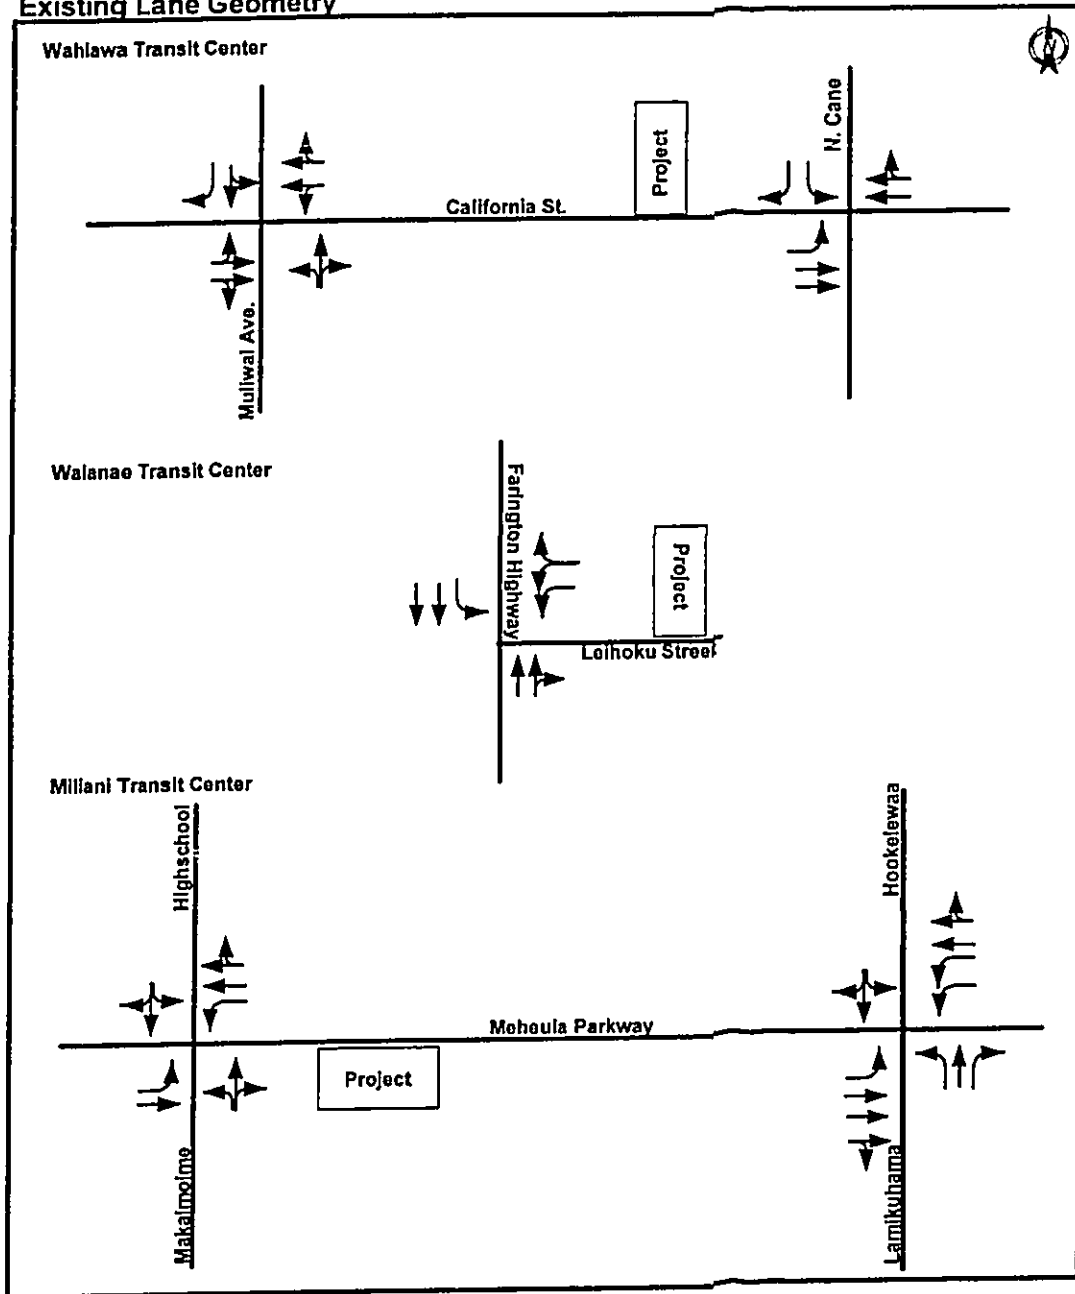 Existing Lane Geometry
Wahiawa Transit Center
N
N. Cane
Project
California St.
Muliwai Ave.
Waianae Transit Center
Farington Highway
Project
Leihoku Street
Mililani Transit Center
Highschool
Hookelewaa
Meheula Parkway
Project
Makaimoimo
Lamikuhama